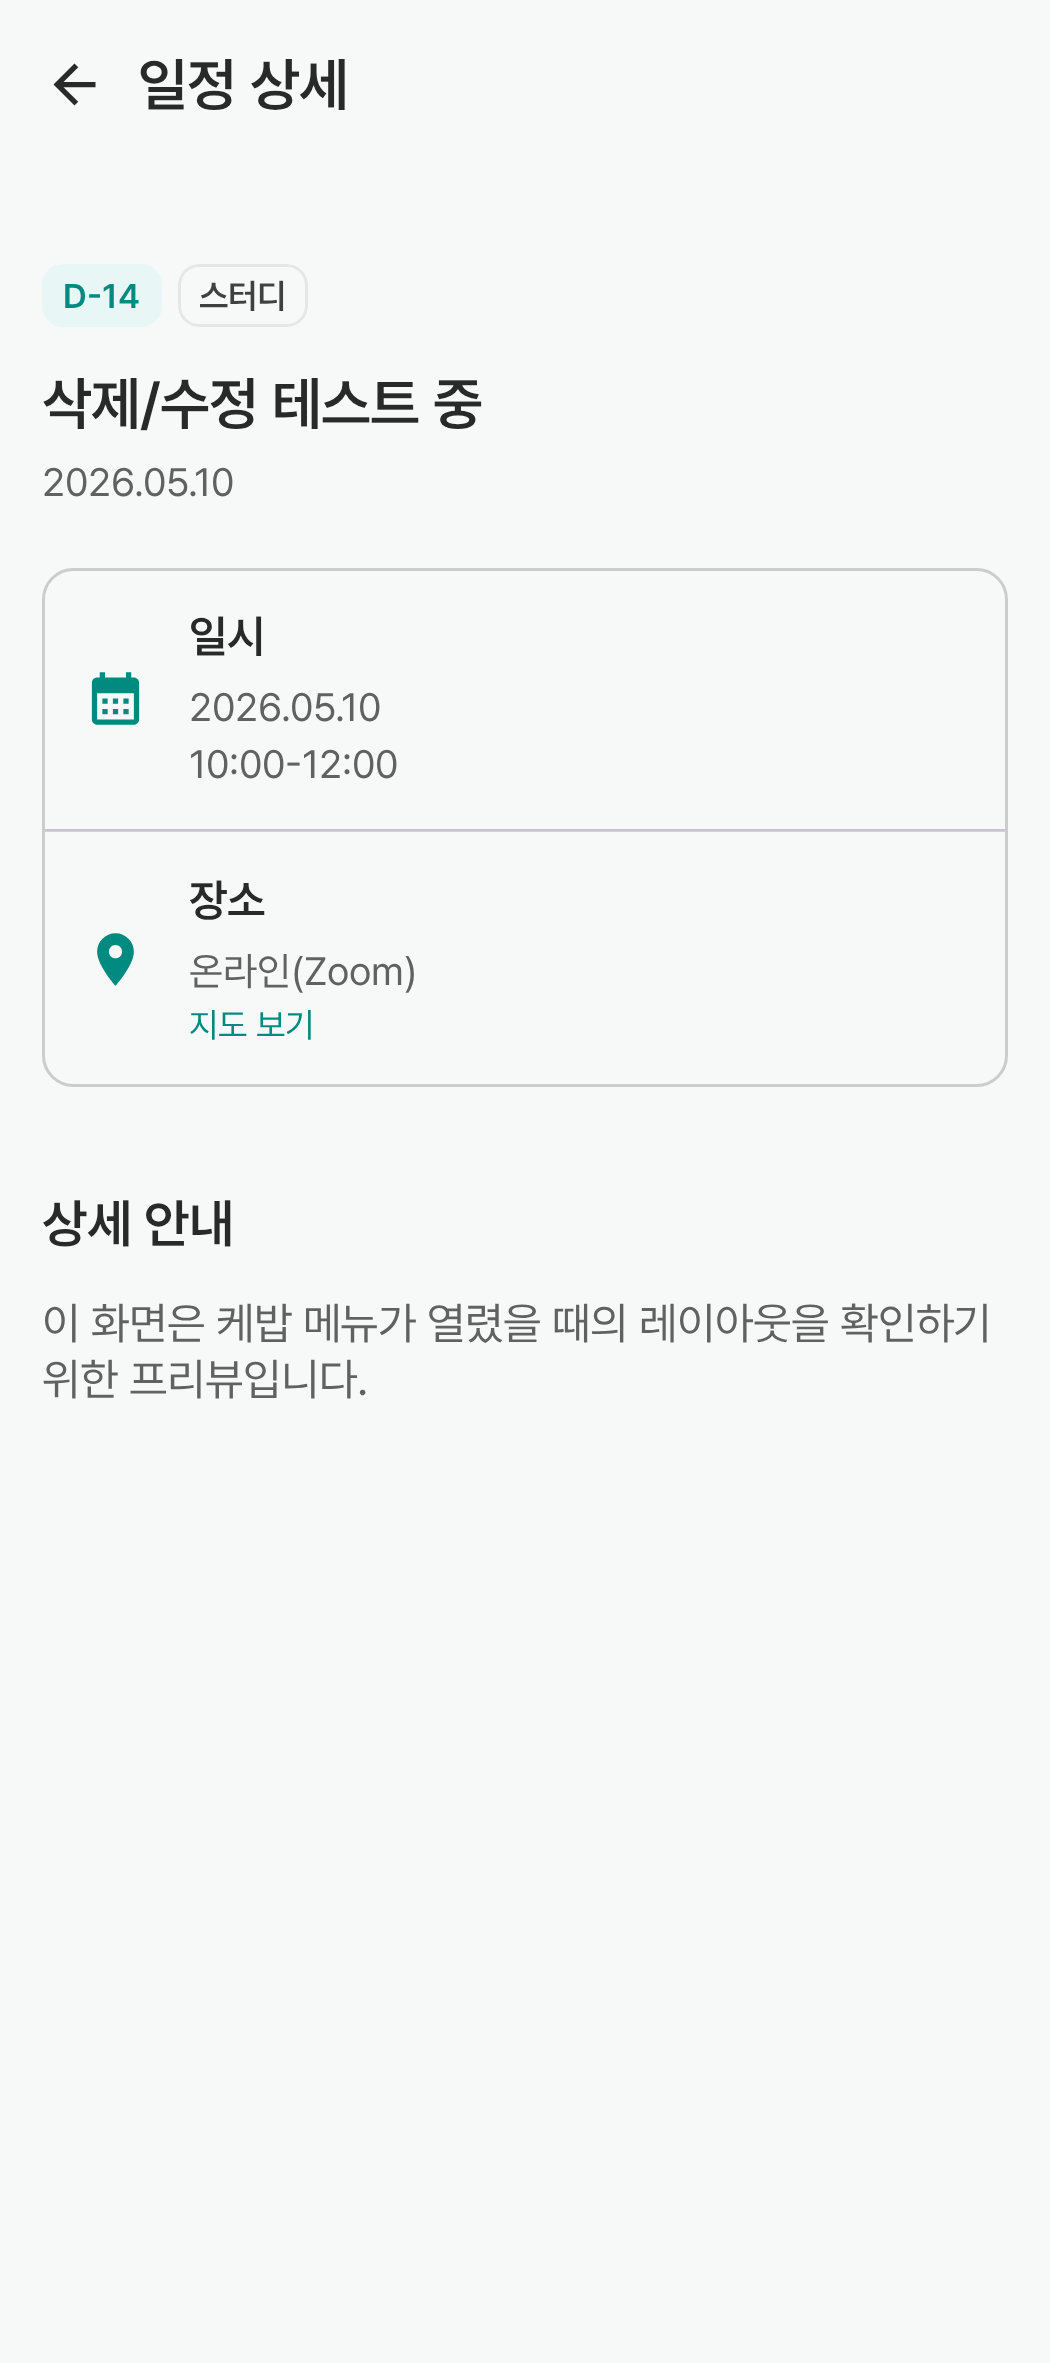 일정 상세
D-14
스터디
삭제/수정 테스트 중
2026.05.10
일시
2026.05.10
10:00-12:00
장소
온라인(Zoom)
지도 보기
상세 안내
이 화면은 케밥 메뉴가 열렸을 때의 레이아웃을 확인하기
위한 프리뷰입니다.